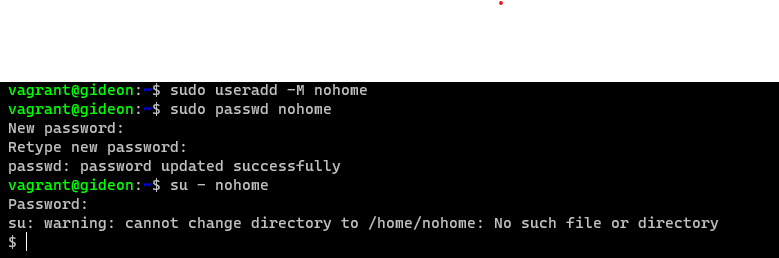 vagrant@gideon:~$ sudo useradd -M nohome
vagrant@gideon:~$ sudo passwd nohome
New password:
Retype new password:
passwd: password updated successfully
vagrant@gideon:~$ su - nohome
Password:
su: warning: cannot change directory to /home/nohome: No such file or directory
$